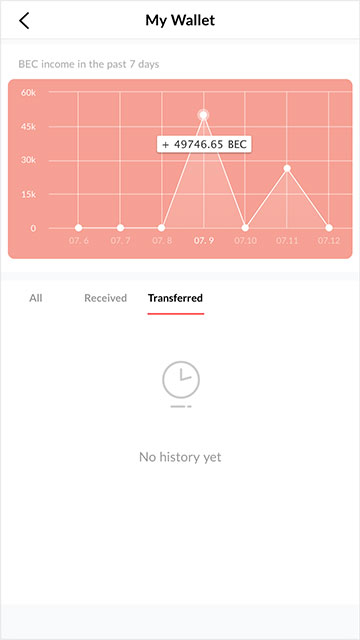 My Wallet
BEC income in the past 7 days
60k
45k
+ 49746.65 BEC
30k
15k
0
07. 6 07. 7 07. 8 07. 9 07.10 07.11 07.12
All Received Transferred
No history yet